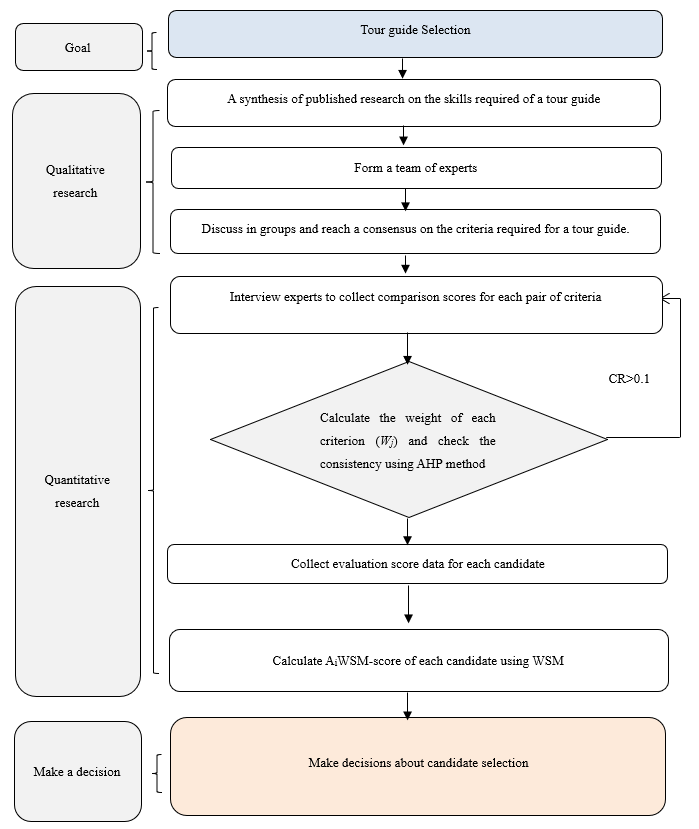 Goal
Tour guide Selection
A synthesis of published research on the skills required of a tour guide
Qualitative
research
Form a team of experts
Discuss in groups and reach a consensus on the criteria required for a tour guide.
Interview experts to collect comparison scores for each pair of criteria
CR>0.1
Calculate the weight of each
criterion (Wj) and check the
consistency using AHP method
Quantitative
research
Collect evaluation score data for each candidate
Calculate AiWSM-score of each candidate using WSM
Make a decision
Make decisions about candidate selection